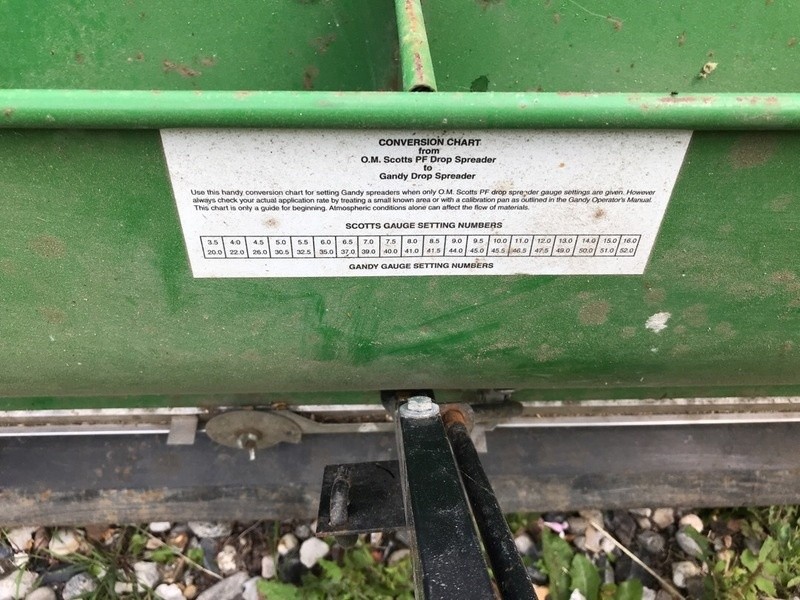 CONVERSION CHART
from
O.M. Scotts PF Drop Spreader
to
Gandy Drop Spreader
Use this handy conversion chart for setting Gandy spreaders when only O.M. Scotts PF drop spreader gauge settings are given. However
always check your actual application rate by treating a small known area or with a calibration pan as outlined in the Gandy Operator's Manual.
This chart is only a guide for beginning. Atmospheric conditions alone can affect the flow of materials.
SCOTTS GAUGE SETTING NUMBERS
3.5 4.0 4.5 5.0 5.5 6.0 6.5 7.0 7.5 8.0 8.5 9.0 9.5 10.0 11.0 12.0 13.0 14.0 15.0 16.0
20.0 22.0 26.0 30.5 32.5 35.0 37.0 39.0 40.0 41.0 41.5 44.0 45.0 45.5 46.5 47.5 49.0 50.0 51.0 52.0
GANDY GAUGE SETTING NUMBERS